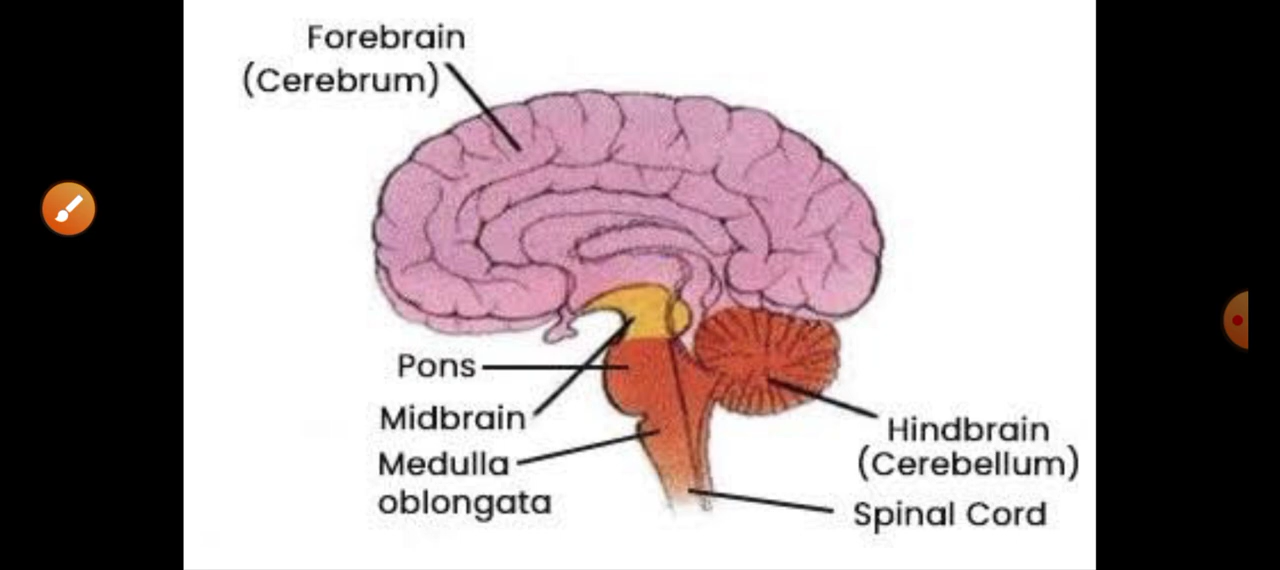 Forebrain
(Cerebrum)
Pons
Midbrain
Medulla
oblongata
Hindbrain
(Cerebellum)
Spinal Cord